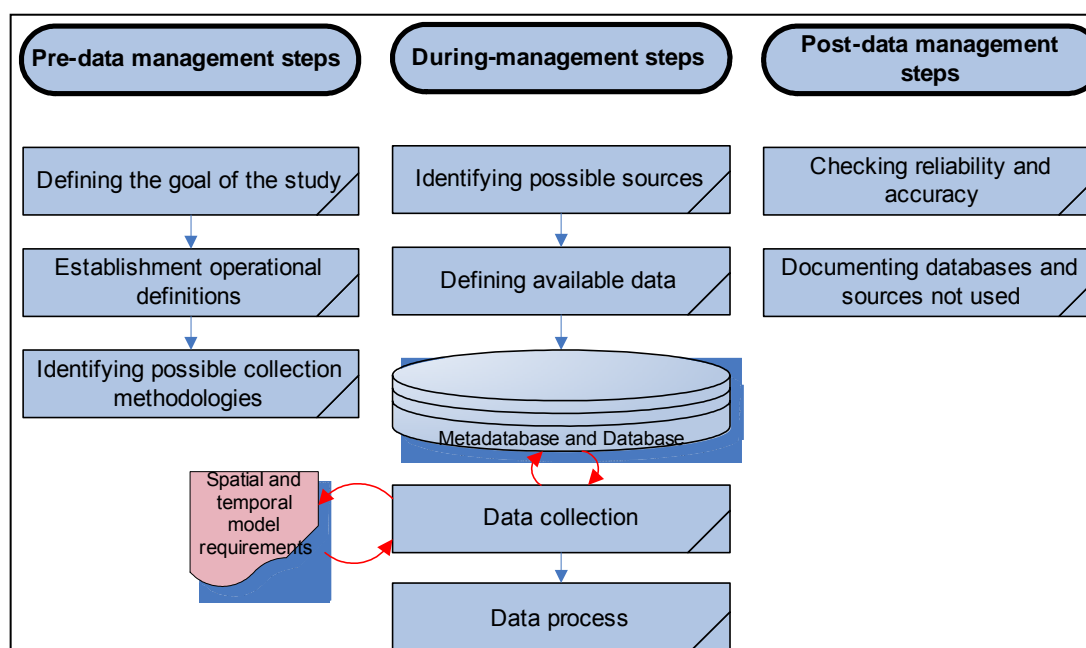 Pre-data management steps
During-management steps
Post-data management
steps
Defining the goal of the study
Establishment operational
definitions
Identifying possible collection
methodologies
Identifying possible sources
Defining available data
Metadatabase and Database
Spatial and
temporal
model
requirements
Data collection
Data process
Checking reliability and
accuracy
Documenting databases and
sources not used